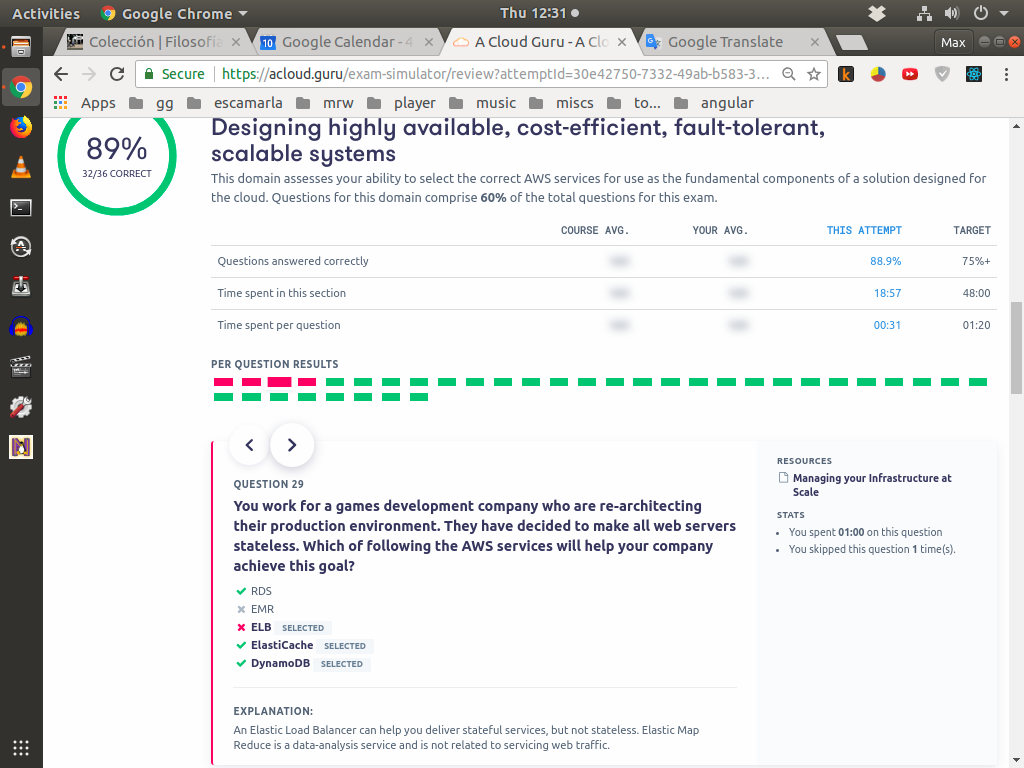 Activities
Google Chrome
Thu 12:31
Colección | Filosofía
Google Calendar - 4
A Cloud Guru - A Clo
Google Translate
Max
Secure
https://acloud.guru/exam-simulator/review?attemptId=30e42750-7332-49ab-b583-3...
Apps
gg
escamarla
mrw
player
music
miscs
to...
angular
89%
32/36 CORRECT
Designing highly available, cost-efficient, fault-tolerant,
scalable systems
This domain assesses your ability to select the correct AWS services for use as the fundamental components of a solution designed for
the cloud. Questions for this domain comprise 60% of the total questions for this exam.
COURSE AVG. YOUR AVG. THIS ATTEMPT TARGET
Questions answered correctly 88.9% 75%+
Time spent in this section 18:57 48:00
Time spent per question 00:31 01:20
PER QUESTION RESULTS
QUESTION 29
You work for a games development company who are re-architecting
their production environment. They have decided to make all web servers
stateless. Which of following the AWS services will help your company
achieve this goal?
RDS
EMR
ELB SELECTED
ElastiCache SELECTED
DynamoDB SELECTED
EXPLANATION:
An Elastic Load Balancer can help you deliver stateful services, but not stateless. Elastic Map
Reduce is a data-analysis service and is not related to servicing web traffic.
RESOURCES
Managing your Infrastructure at
Scale
STATS
You spent 01:00 on this question
You skipped this question 1 time(s).